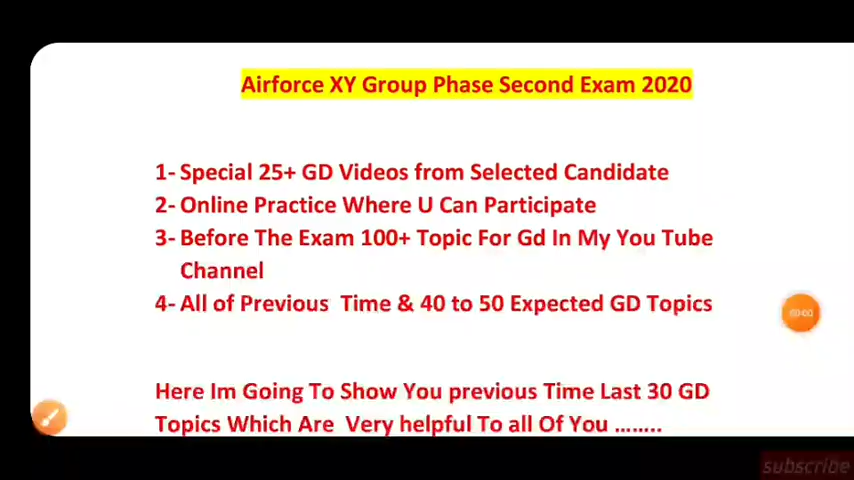 Airforce XY Group Phase Second Exam 2020
1- Special 25+ GD Videos from Selected Candidate
2- Online Practice Where U Can Participate
3- Before The Exam 100+ Topic For Gd In My You Tube
Channel
4- All of Previous Time & 40 to 50 Expected GD Topics
00:00
Here Im Going To Show You previous Time Last 30 GD
Topics Which Are Very helpful To all Of You ........
subscribe